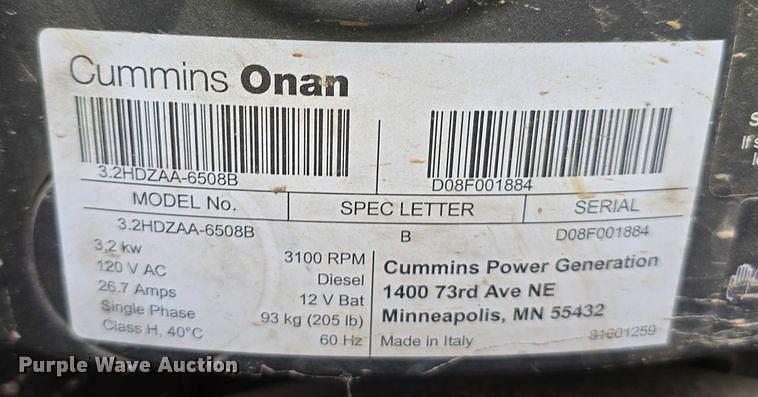 Cummins Onan
3.2HDZAA-6508B
D08F001884
MODEL No.
SPEC LETTER
SERIAL
3.2HDZAA-6508B
B
D08F001884
3.2 kw
3100 RPM
120 V AC
Diesel
26.7 Amps
12 V Bat
Single Phase
93 kg (205 lb)
Class H, 40°C
60 Hz
Cummins Power Generation
1400 73rd Ave NE
Minneapolis, MN 55432
Made in Italy
Purple Wave Auction